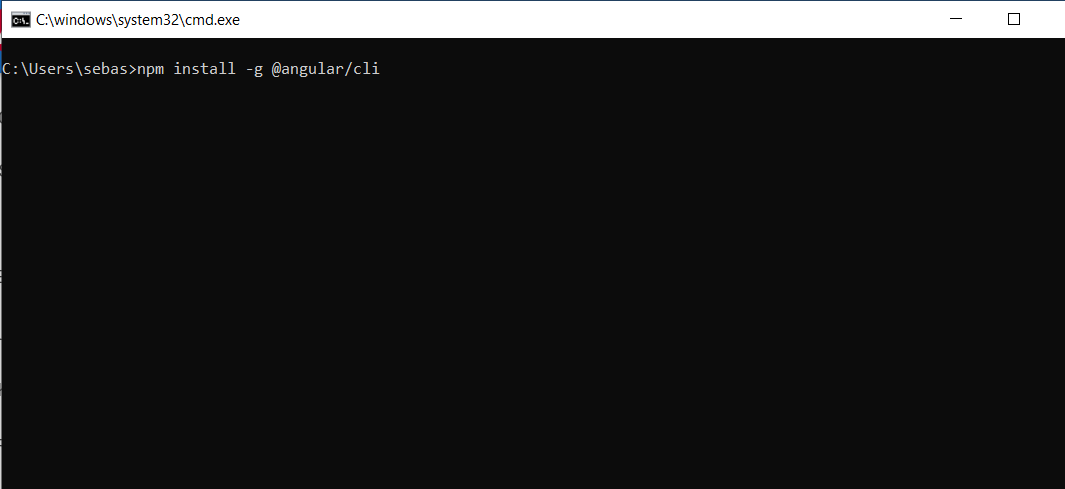 C:\windows\system32\cmd.exe
C:\Users\sebas>npm install -g @angular/cli